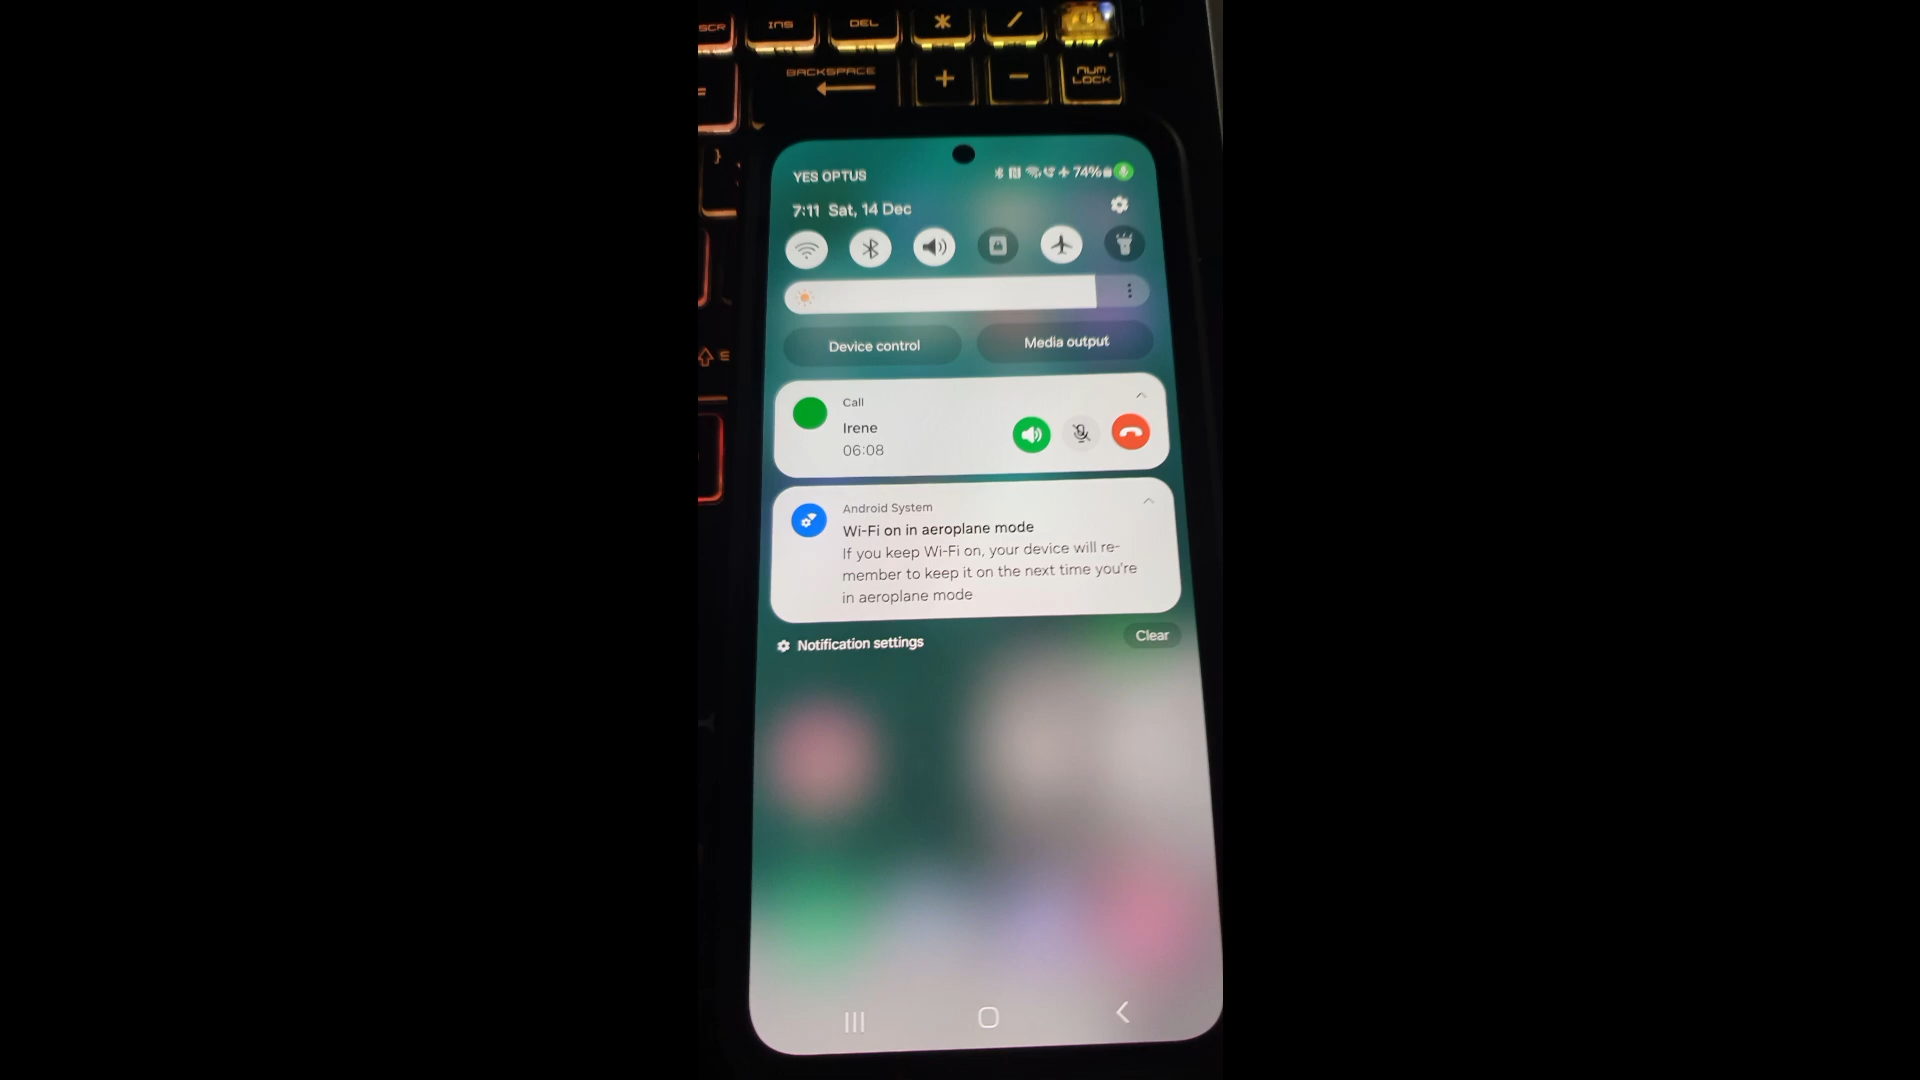 SCR INS DEL * /
= BACKSPACE + - NUM LOCK
}
YES OPTUS 74%
7:11 Sat, 14 Dec
Device control Media output
Call
Irene
06:08
Android System
Wi-Fi on in aeroplane mode
If you keep Wi-Fi on, your device will re-
member to keep it on the next time you're
in aeroplane mode
Notification settings Clear